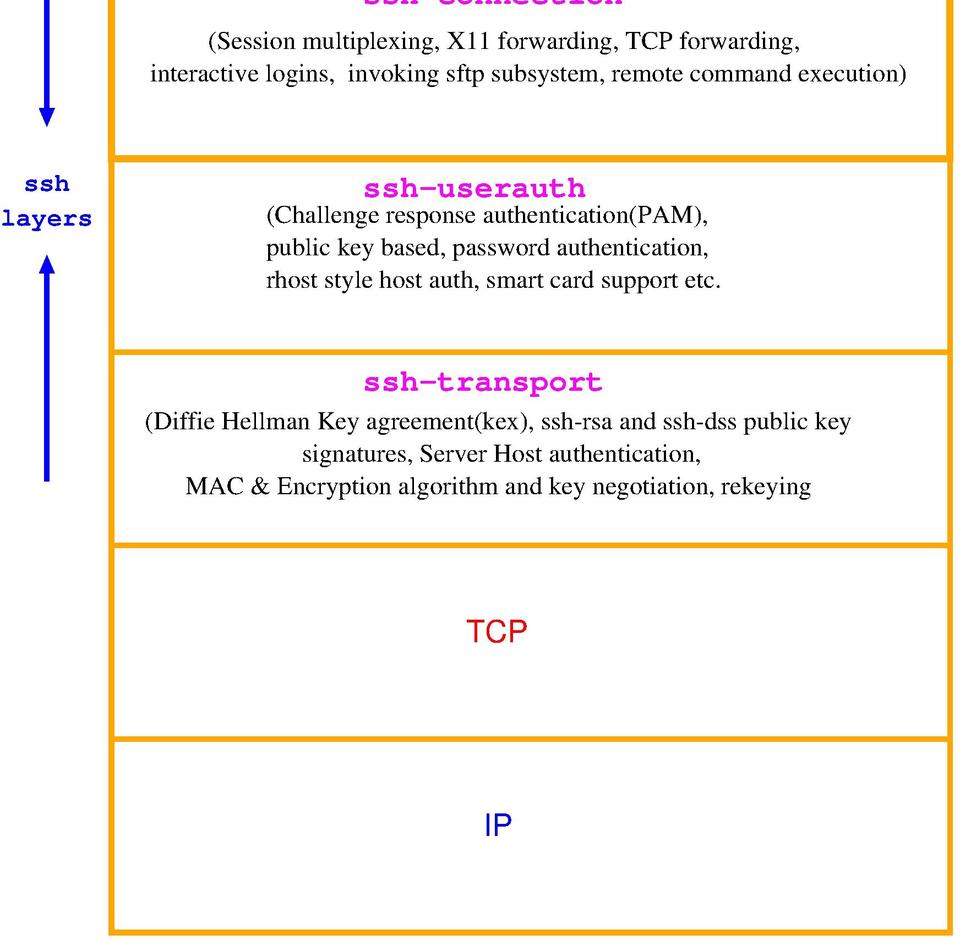 ssh-connection
(Session multiplexing, X11 forwarding, TCP forwarding,
interactive logins, invoking sftp subsystem, remote command execution)
ssh
layers
ssh-userauth
(Challenge response authentication(PAM),
public key based, password authentication,
rhost style host auth, smart card support etc.
ssh-transport
(Diffie Hellman Key agreement(kex), ssh-rsa and ssh-dss public key
signatures, Server Host authentication,
MAC & Encryption algorithm and key negotiation, rekeying
TCP
IP